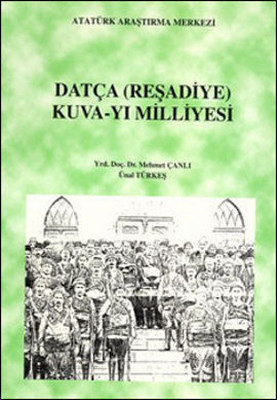 ATATÜRK ARAŞTIRMA MERKEZİ
DATÇA (REŞADİYE)
KUVA-YI MİLLİYESİ
Yrd. Doç. Dr. Mehmet ÇANLI
Ünal TÜRKEŞ